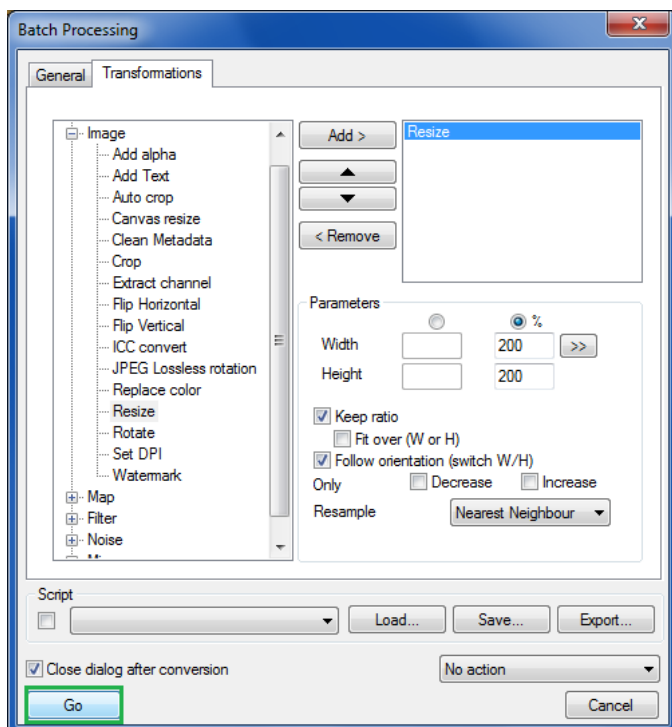 Batch Processing
General Transformations
Image
Add alpha
Add Text
Auto crop
Canvas resize
Clean Metadata
Crop
Extract channel
Flip Horizontal
Flip Vertical
ICC convert
JPEG Lossless rotation
Replace color
Resize
Rotate
Set DPI
Watermark
Map
Filter
Noise
Add >
< Remove
Resize
Parameters
%
Width 200 >>
Height 200
Keep ratio
Fit over (W or H)
Follow orientation (switch W/H)
Only Decrease Increase
Resample Nearest Neighbour
Script
Load... Save... Export...
Close dialog after conversion No action
Go Cancel